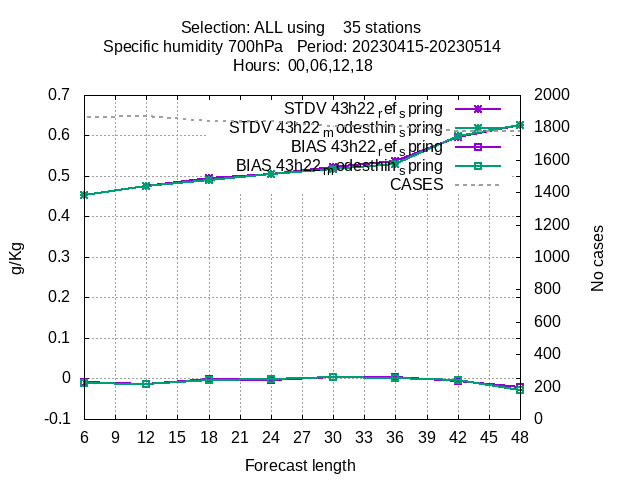 Selection: ALL using    35 stations
Specific humidity 700hPa   Period: 20230415-20230514
Hours:  00,06,12,18
STDV 43h22_ref_spring
STDV 43h22_modesthin_spring
BIAS 43h22_ref_spring
BIAS 43h22_modesthin_spring
CASES
g/Kg
0.7
0.6
0.5
0.4
0.3
0.2
0.1
0
-0.1
No cases
2000
1800
1600
1400
1200
1000
800
600
400
200
0
6 9 12 15 18 21 24 27 30 33 36 39 42 45 48
Forecast length